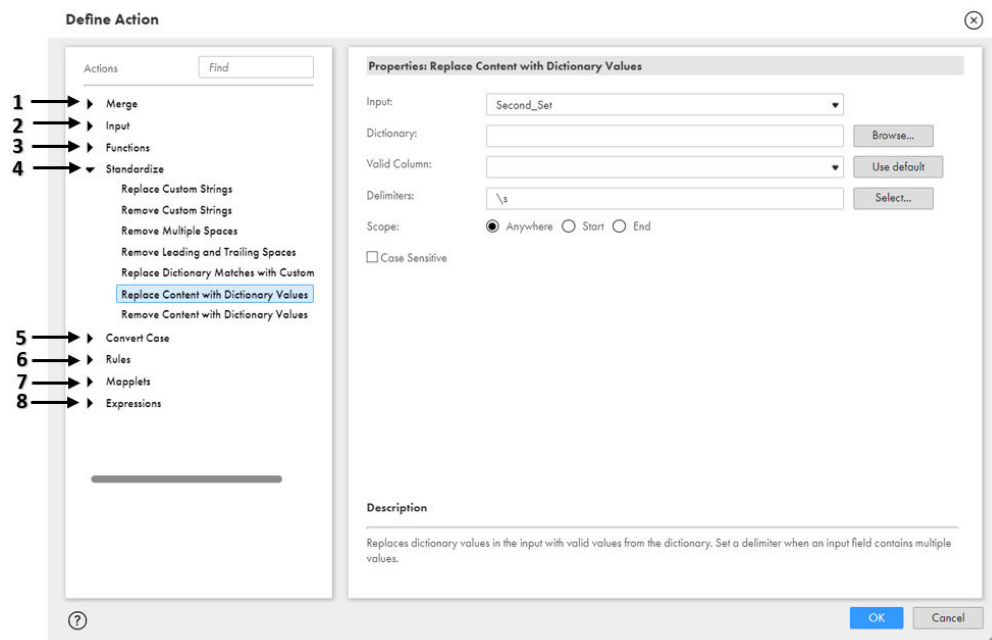 Define Action
Actions
Find
1 Merge
2 Input
3 Functions
4 Standardize
Replace Custom Strings
Remove Custom Strings
Remove Multiple Spaces
Remove Leading and Trailing Spaces
Replace Dictionary Matches with Custom
Replace Content with Dictionary Values
Remove Content with Dictionary Values
5 Convert Case
6 Rules
7 Mapplets
8 Expressions
Properties: Replace Content with Dictionary Values
Input: Second_Set
Dictionary: Browse...
Valid Column: Use default
Delimiters: \s Select...
Scope: Anywhere Start End
Case Sensitive
Description
Replaces dictionary values in the input with valid values from the dictionary. Set a delimiter when an input field contains multiple
values.
?
OK Cancel